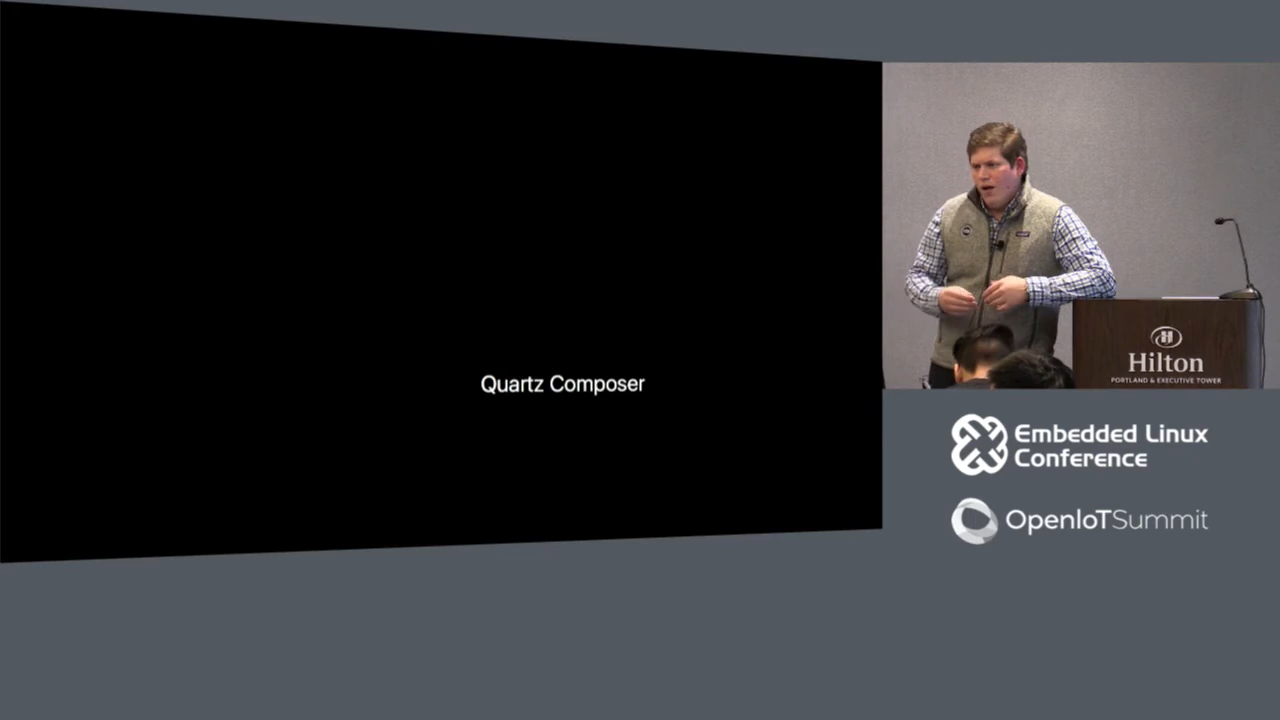 Quartz Composer
Hilton
PORTLAND & EXECUTIVE TOWER
Embedded Linux
Conference
OpenIoTSummit